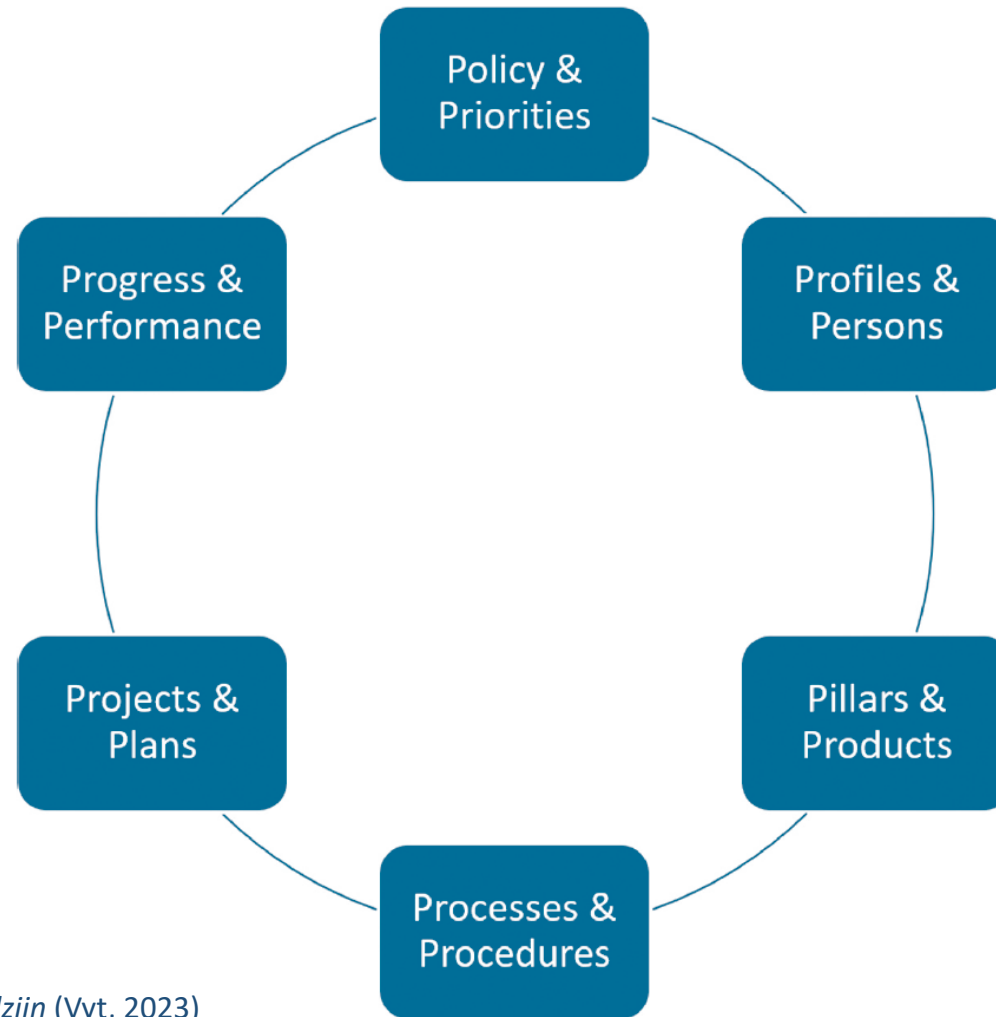 Policy &
Priorities
Profiles &
Persons
Pillars &
Products
Processes &
Procedures
Projects &
Plans
Progress &
Performance
(Vyt, 2023)